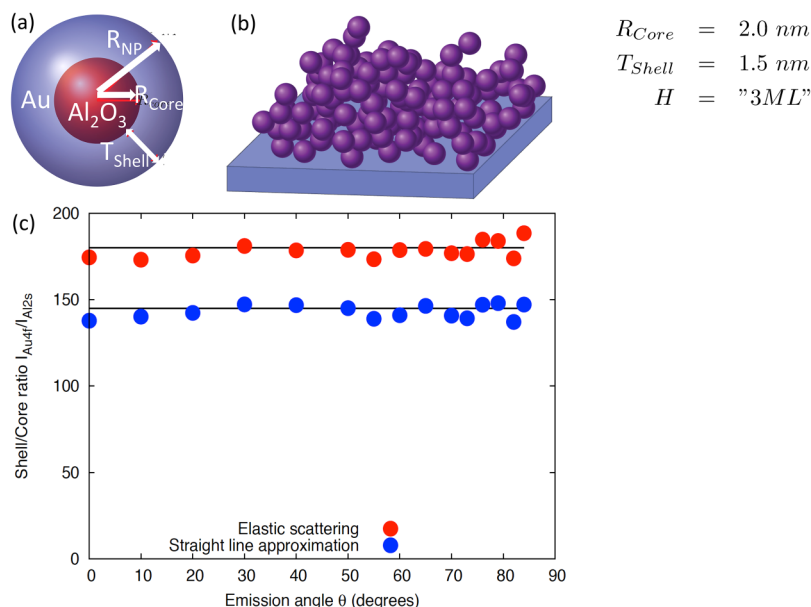 (a)
R_NP
Au
R_Core
Al_2O_3
T_Shell
(b)
R_Core = 2.0 nm
T_Shell = 1.5 nm
H = "3ML"
(c)
200
150
100
50
0
Shell/Core ratio I_Au4f/I_Al2s
Elastic scattering
Straight line approximation
0 10 20 30 40 50 60 70 80 90
Emission angle θ (degrees)